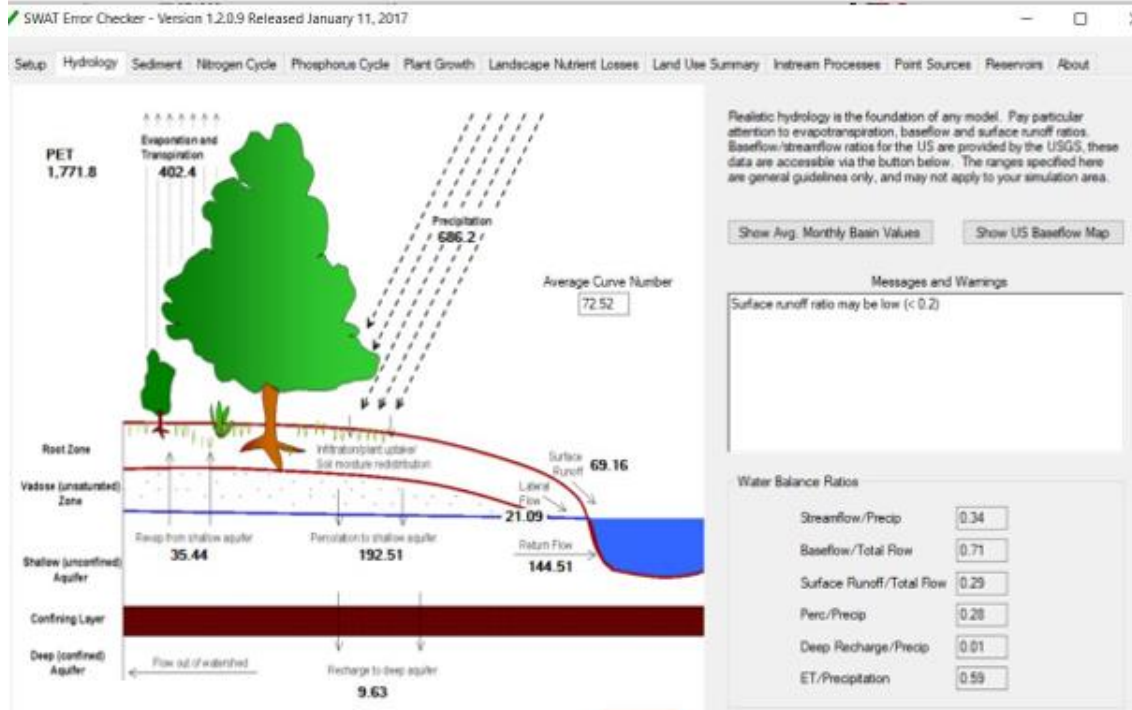 SWAT Error Checker - Version 1.2.0.9 Released January 11, 2017
Setup Hydrology Sediment Nitrogen Cycle Phosphorus Cycle Plant Growth Landscape Nutrient Losses Land Use Summary Instream Processes Point Sources Reservoirs About
PET
1,771.8
Evaporation and
Transpiration
402.4
Precipitation
686.2
Average Curve Number
72.52
Root Zone
Vadose (unsaturated)
Zone
Shallow (unconfined)
Aquifer
Confining Layer
Deep (confined)
Aquifer
Infiltration/plant uptake/
Soil moisture redistribution
Surface
Runoff
69.16
Lateral
Flow
21.09
Revap from shallow aquifer
35.44
Percolation to shallow aquifer
192.51
Return Flow
144.51
Flow out of watershed
Recharge to deep aquifer
9.63
Realistic hydrology is the foundation of any model. Pay particular
attention to evapotranspiration, baseflow and surface runoff ratios.
Baseflow/streamflow ratios for the US are provided by the USGS, these
data are accessible via the button below. The ranges specified here
are general guidelines only, and may not apply to your simulation area.
Show Avg. Monthly Basin Values
Show US Baseflow Map
Messages and Warnings
Surface runoff ratio may be low (< 0.2)
Water Balance Ratios
Streamflow/Precip 0.34
Baseflow/Total Flow 0.71
Surface Runoff/Total Flow 0.29
Perc/Precip 0.28
Deep Recharge/Precip 0.01
ET/Precipitation 0.59